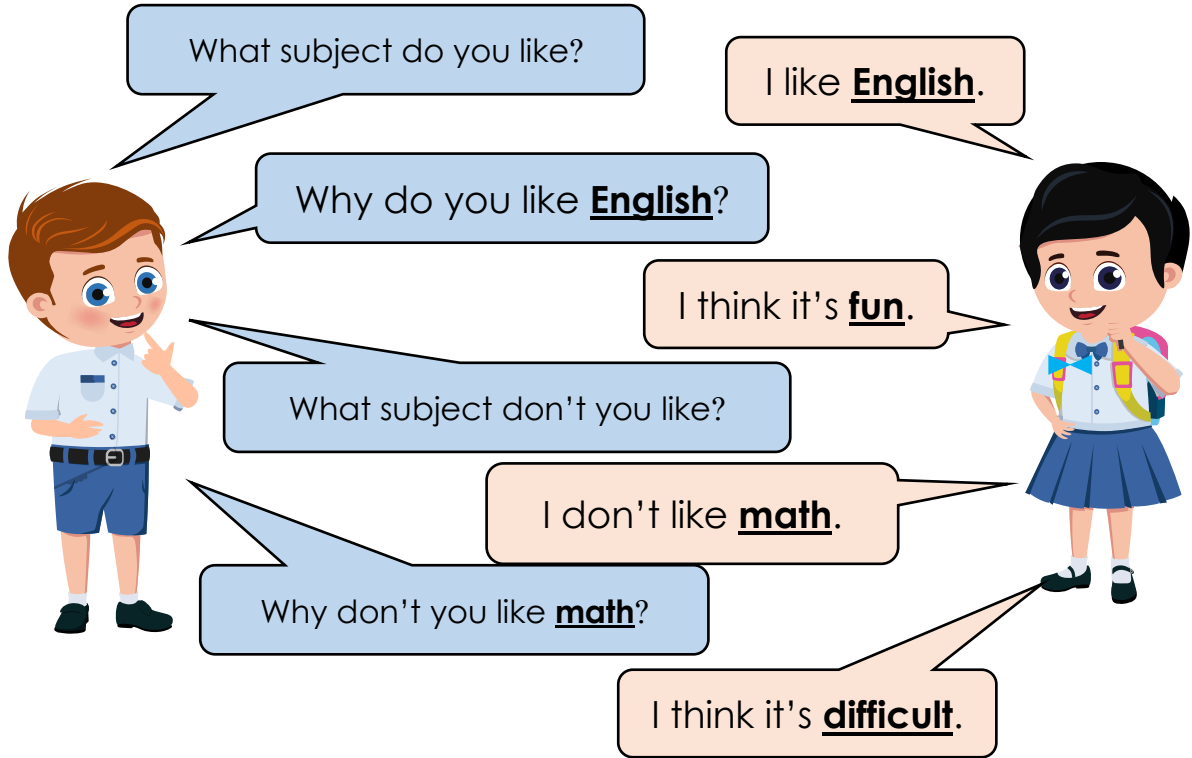 What subject do you like?
I like English.
Why do you like English?
I think it’s fun.
What subject don’t you like?
I don’t like math.
Why don’t you like math?
I think it’s difficult.